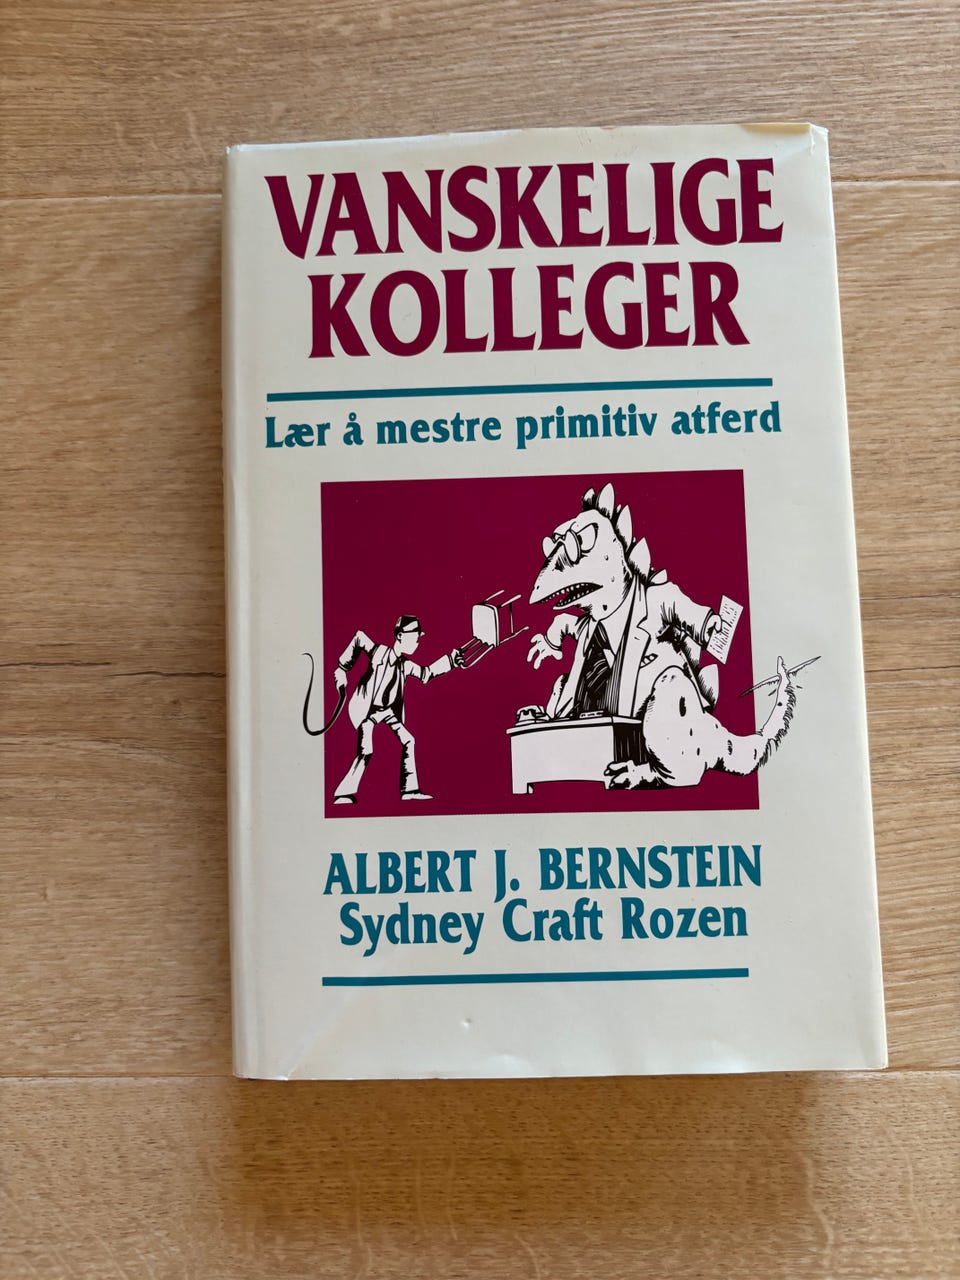 VANSKELIGE
KOLLEGER
Lær å mestre primitiv atferd
ALBERT J. BERNSTEIN
Sydney Craft Rozen